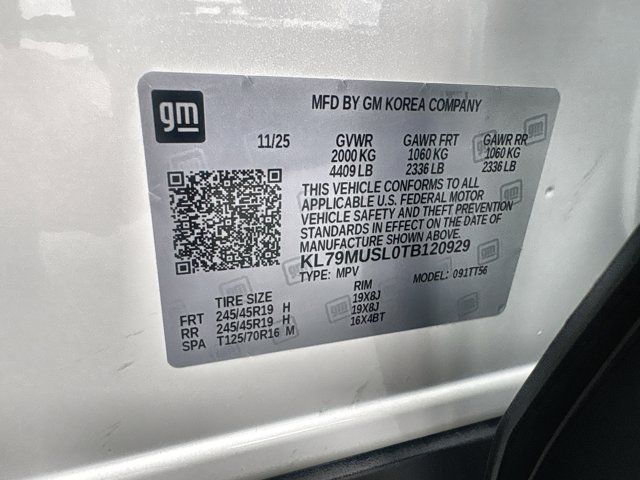 gm
MFD BY GM KOREA COMPANY
11/25 GVWR GAWR FRT GAWR RR
2000 KG 1060 KG 1060 KG
4409 LB 2336 LB 2336 LB
THIS VEHICLE CONFORMS TO ALL
APPLICABLE U.S. FEDERAL MOTOR
VEHICLE SAFETY AND THEFT PREVENTION
STANDARDS IN EFFECT ON THE DATE OF
MANUFACTURE SHOWN ABOVE.
KL79MUSL0TB120929
TYPE: MPV MODEL: 091TT56
TIRE SIZE RIM
FRT 245/45R19 H 19X8J
RR 245/45R19 H 19X8J
SPA T125/70R16 M 16X4BT